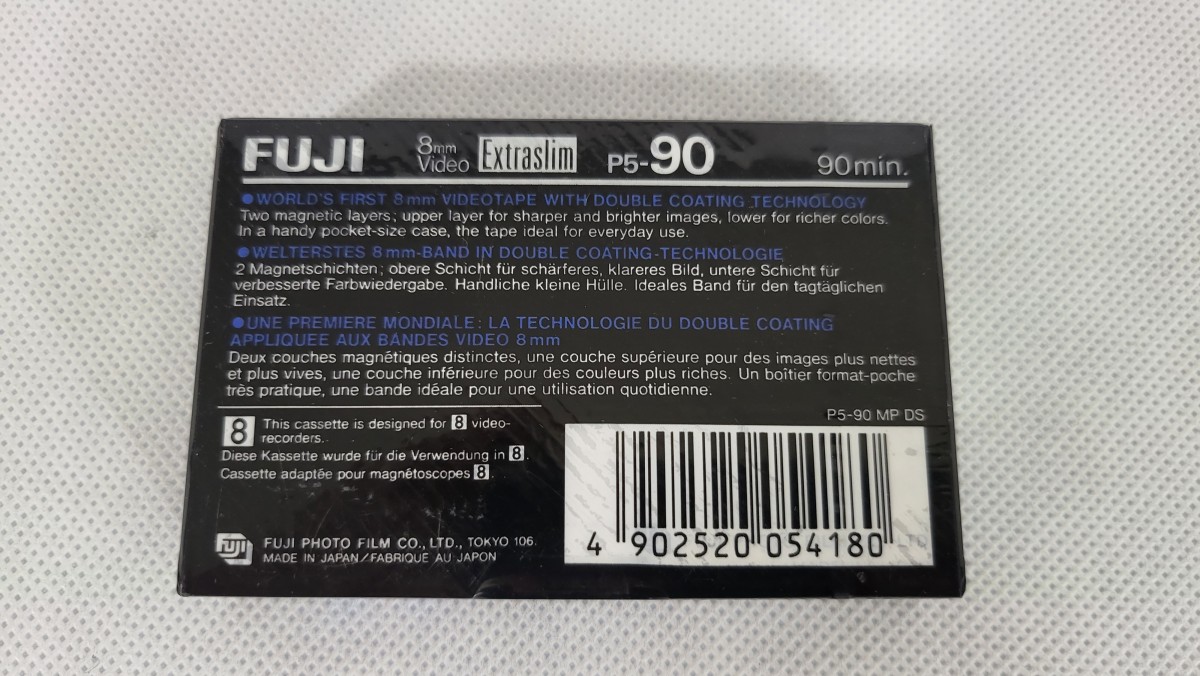 FUJI 8mm Video Extraslim P5-90 90min.
●WORLD'S FIRST 8mm VIDEOTAPE WITH DOUBLE COATING TECHNOLOGY
Two magnetic layers; upper layer for sharper and brighter images, lower for richer colors.
In a handy pocket-size case, the tape ideal for everyday use.
●WELTERSTES 8mm-BAND IN DOUBLE COATING-TECHNOLOGIE
2 Magnetschichten; obere Schicht für schärferes, klareres Bild, untere Schicht für
verbesserte Farbwiedergabe. Handliche kleine Hülle. Ideales Band für den tagtäglichen
Einsatz.
●UNE PREMIERE MONDIALE: LA TECHNOLOGIE DU DOUBLE COATING
APPLIQUEE AUX BANDES VIDEO 8mm
Deux couches magnétiques distinctes, une couche supérieure pour des images plus nettes
et plus vives, une couche inférieure pour des couleurs plus riches. Un boîtier format-poche
très pratique, une bande idéale pour une utilisation quotidienne.
P5-90 MP DS
8 This cassette is designed for 8 video-
recorders.
Diese Kassette wurde für die Verwendung in 8.
Cassette adaptée pour magnétoscopes 8.
FUJI FUJI PHOTO FILM CO., LTD., TOKYO 106.
MADE IN JAPAN/FABRIQUE AU JAPON
4 902520 054180